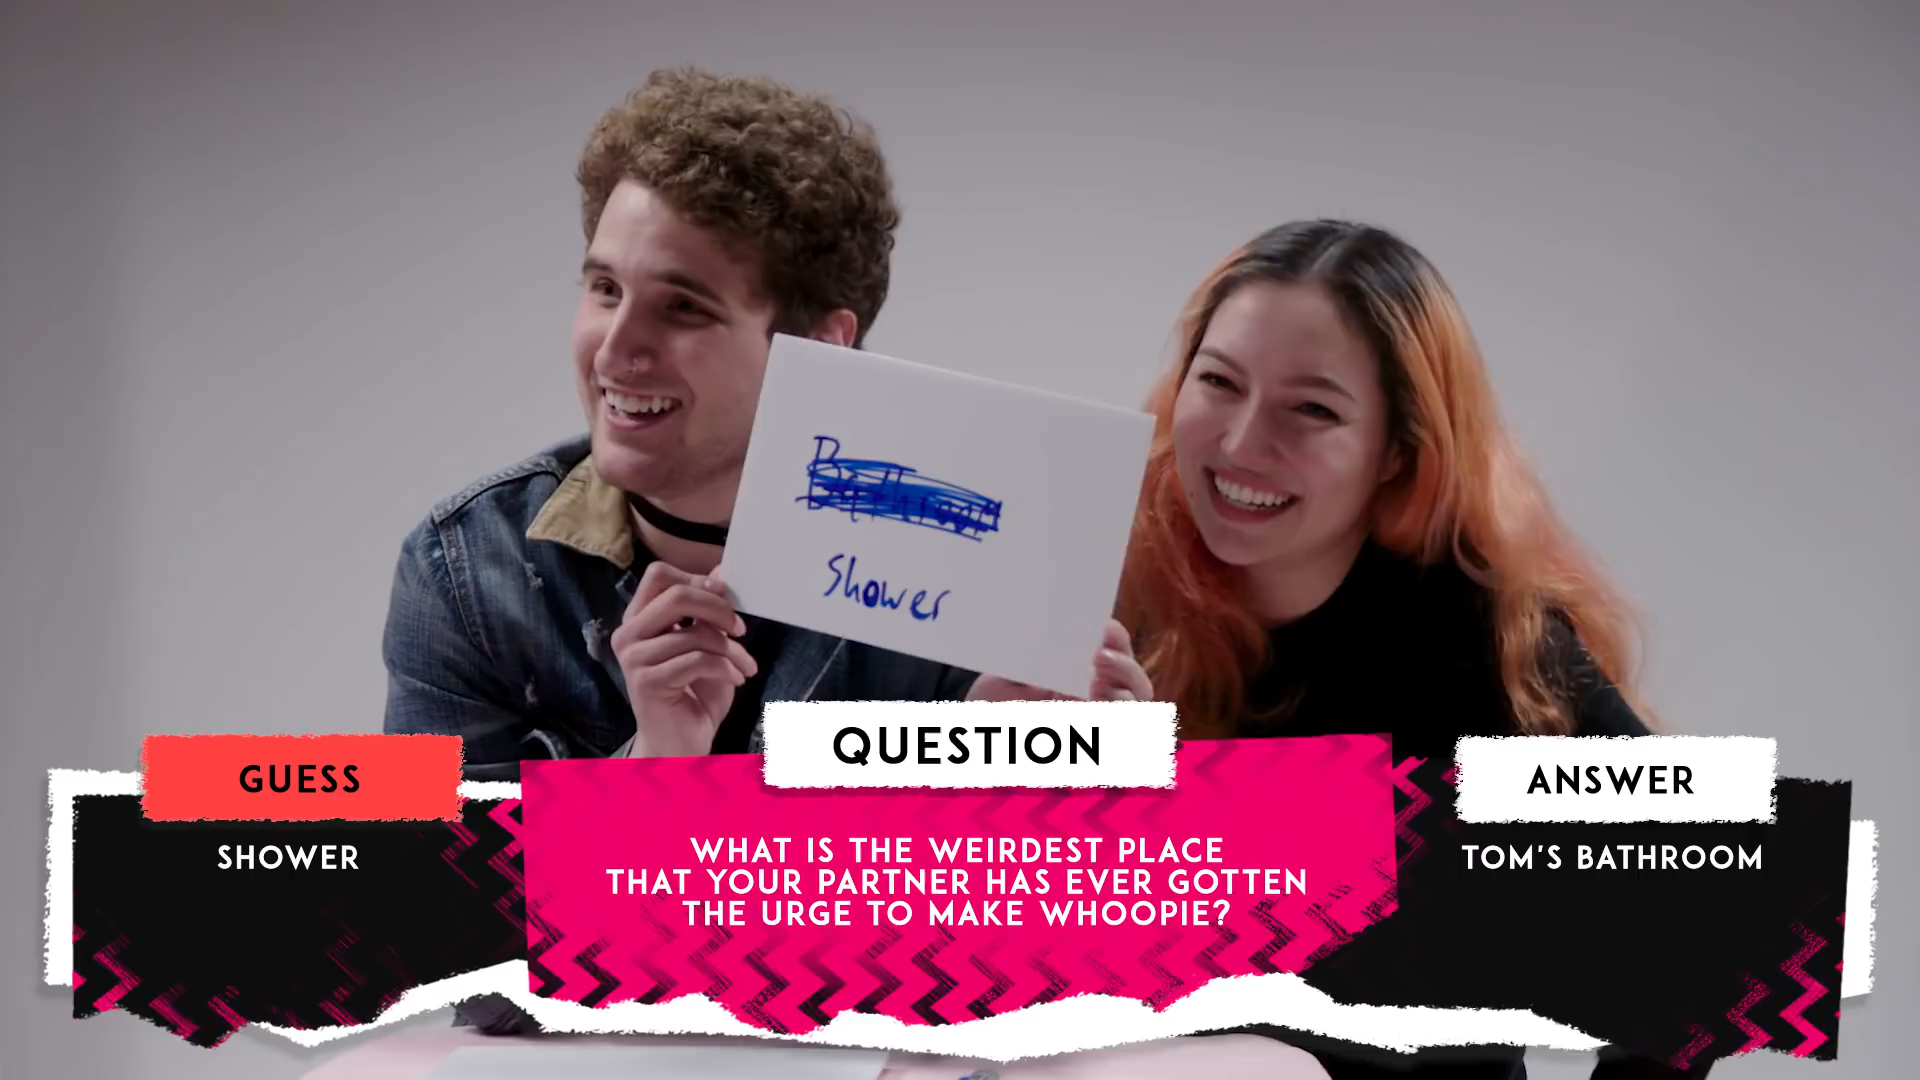 Shower
QUESTION
GUESS
SHOWER
WHAT IS THE WEIRDEST PLACE
THAT YOUR PARTNER HAS EVER GOTTEN
THE URGE TO MAKE WHOOPIE?
ANSWER
TOM'S BATHROOM